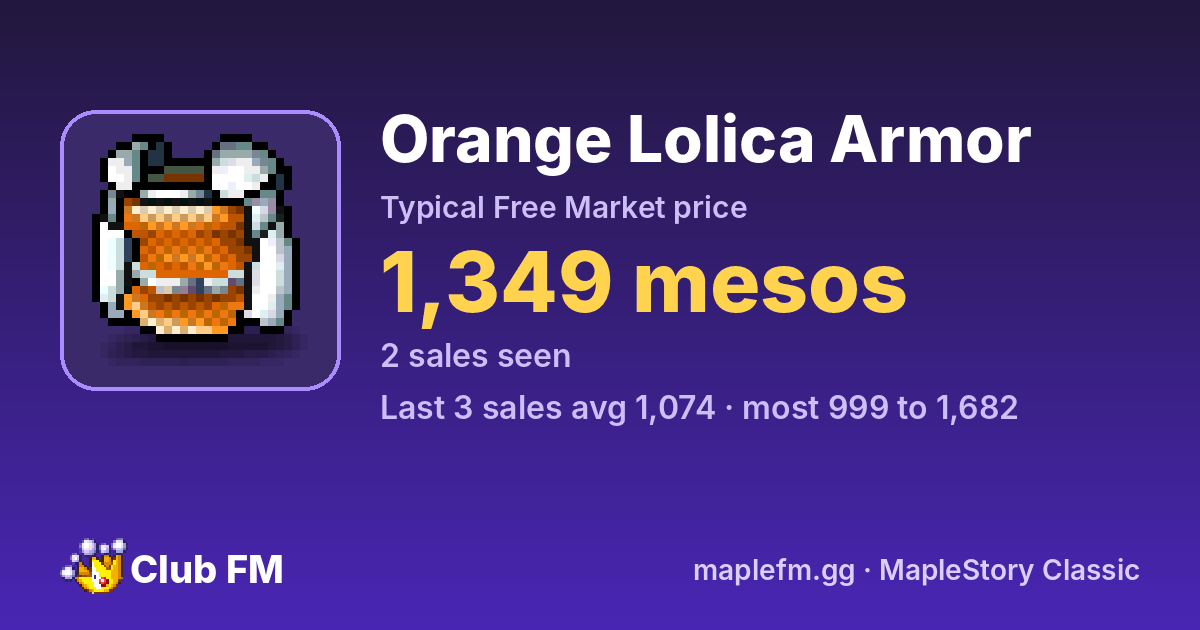 Orange Lolica Armor
Typical Free Market price
1,349 mesos
2 sales seen
Last 3 sales avg 1,074 · most 999 to 1,682
Club FM
maplefm.gg · MapleStory Classic